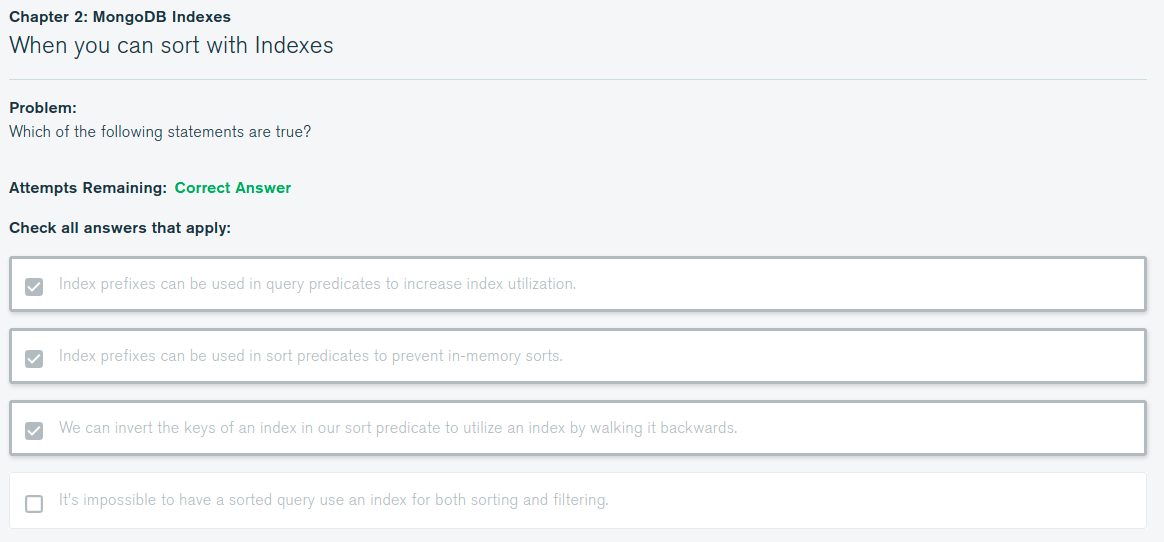 Chapter 2: MongoDB Indexes
When you can sort with Indexes
Problem:
Which of the following statements are true?
Attempts Remaining: Correct Answer
Check all answers that apply:
Index prefixes can be used in query predicates to increase index utilization.
Index prefixes can be used in sort predicates to prevent in-memory sorts.
We can invert the keys of an index in our sort predicate to utilize an index by walking it backwards.
It's impossible to have a sorted query use an index for both sorting and filtering.